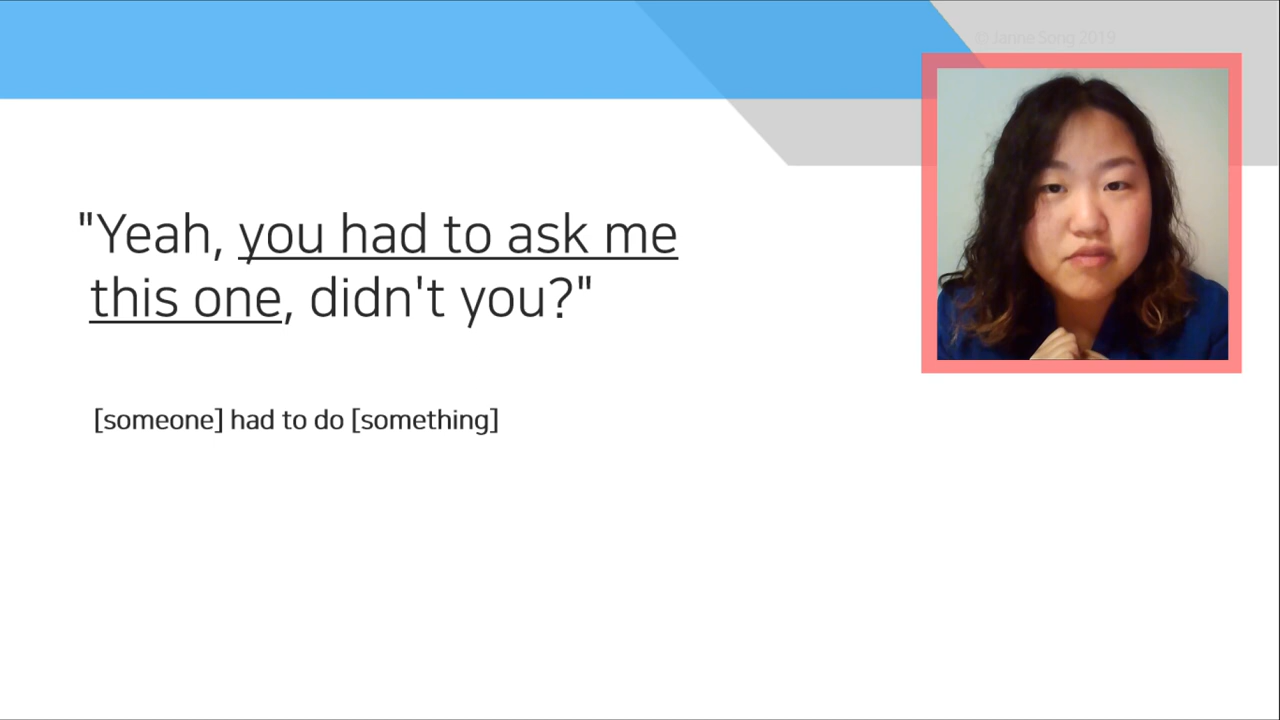 © Janne Song 2019
"Yeah, you had to ask me
this one, didn't you?"
[someone] had to do [something]